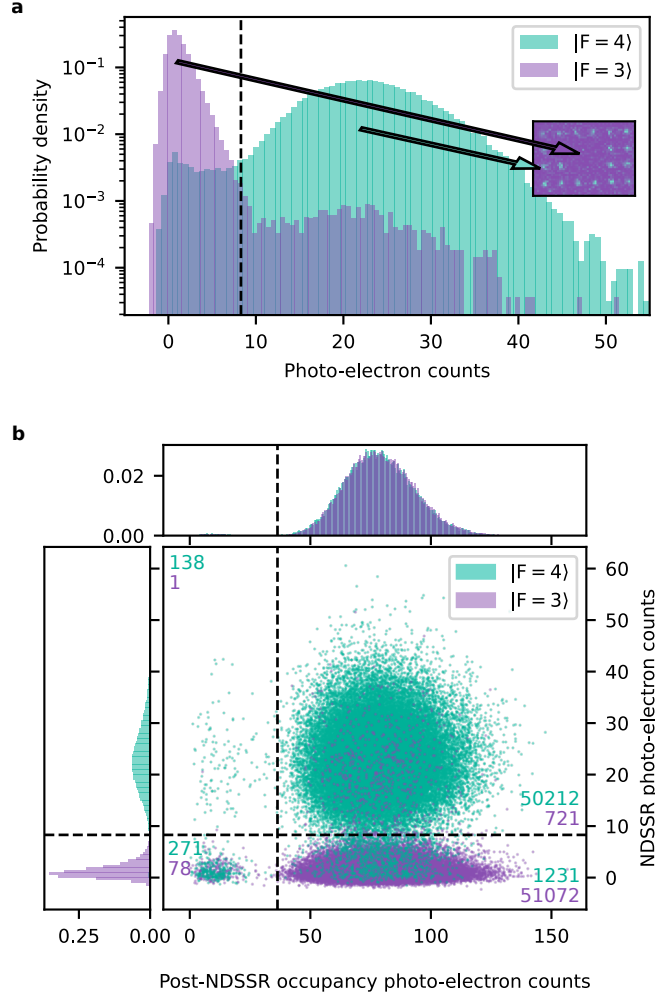 a
|F = 4⟩
|F = 3⟩
Probability density
10⁻¹
10⁻²
10⁻³
10⁻⁴
0 10 20 30 40 50
Photo-electron counts
b
0.02
0.00
138
1
|F = 4⟩
|F = 3⟩
60
50
40
30
20
10
0
NDSSR photo-electron counts
50212
721
271
78
1231
51072
0.25 0.00 0 50 100 150
Post-NDSSR occupancy photo-electron counts